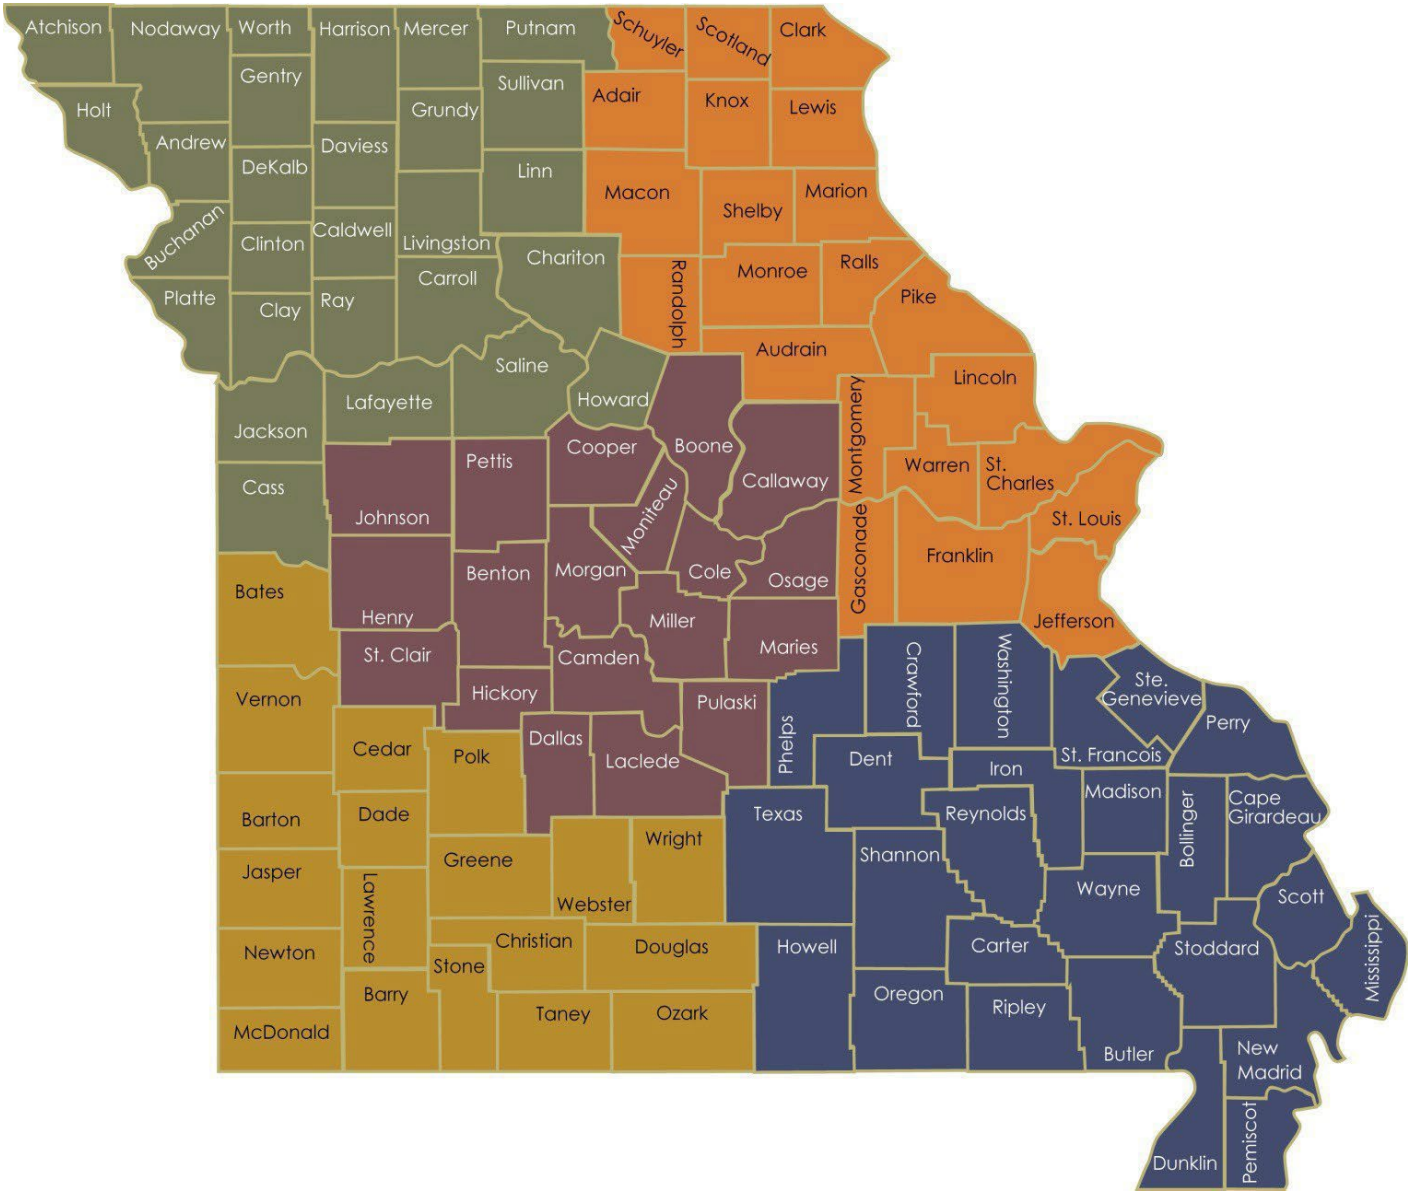 Atchison
Nodaway
Worth
Harrison
Mercer
Putnam
Schuyler
Scotland
Clark
Gentry
Sullivan
Adair
Knox
Lewis
Holt
Grundy
Andrew
DeKalb
Daviess
Linn
Macon
Shelby
Marion
Buchanan
Clinton
Caldwell
Livingston
Chariton
Randolph
Monroe
Ralls
Platte
Clay
Ray
Carroll
Pike
Audrain
Saline
Lincoln
Jackson
Lafayette
Howard
Boone
Montgomery
Cooper
Pettis
Warren
St.
Charles
Cass
Callaway
Johnson
Moniteau
St. Louis
Gasconade
Franklin
Bates
Benton
Morgan
Cole
Osage
Henry
Miller
Jefferson
St. Clair
Camden
Maries
Crawford
Washington
Ste.
Genevieve
Vernon
Hickory
Pulaski
Perry
Cedar
Polk
Dallas
Laclede
Phelps
Dent
Iron
St. Francois
Barton
Dade
Texas
Reynolds
Madison
Bollinger
Cape
Girardeau
Jasper
Greene
Wright
Shannon
Wayne
Scott
Lawrence
Webster
Newton
Christian
Douglas
Howell
Carter
Stoddard
Mississippi
Stone
Barry
Oregon
Ripley
McDonald
Taney
Ozark
Butler
New
Madrid
Dunklin
Pemiscot